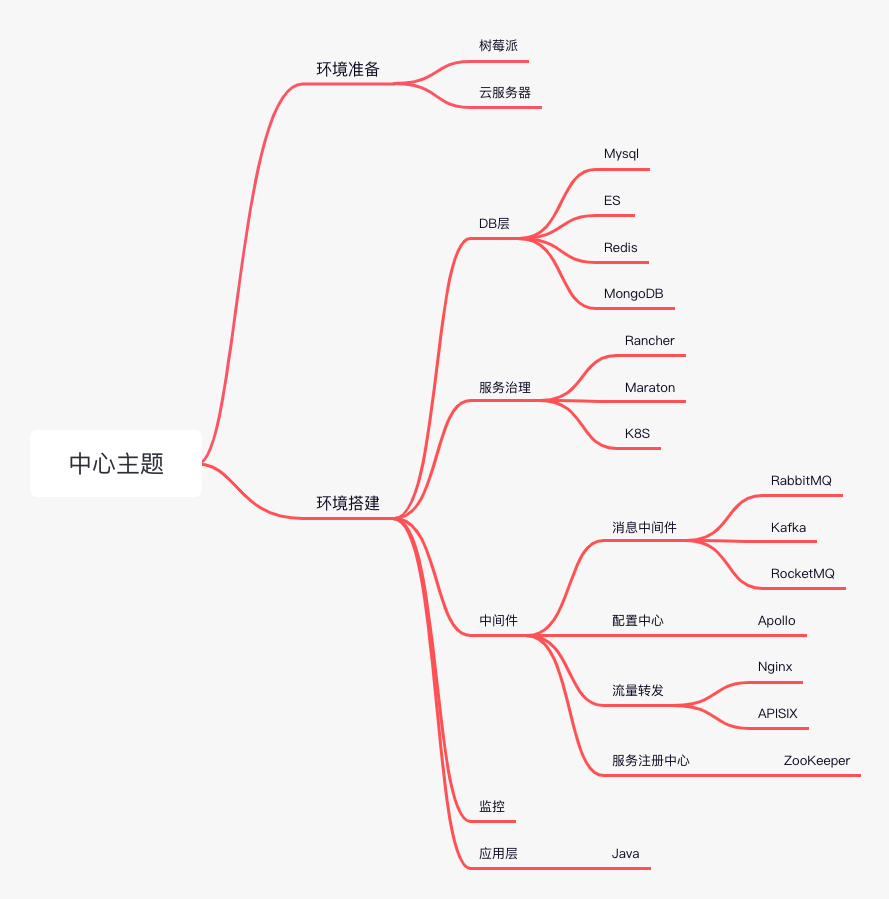 中心主题
环境准备
树莓派
云服务器
环境搭建
DB层
Mysql
ES
Redis
MongoDB
服务治理
Rancher
Maraton
K8S
中间件
消息中间件
RabbitMQ
Kafka
RocketMQ
配置中心
Apollo
流量转发
Nginx
APISIX
服务注册中心
ZooKeeper
监控
应用层
Java